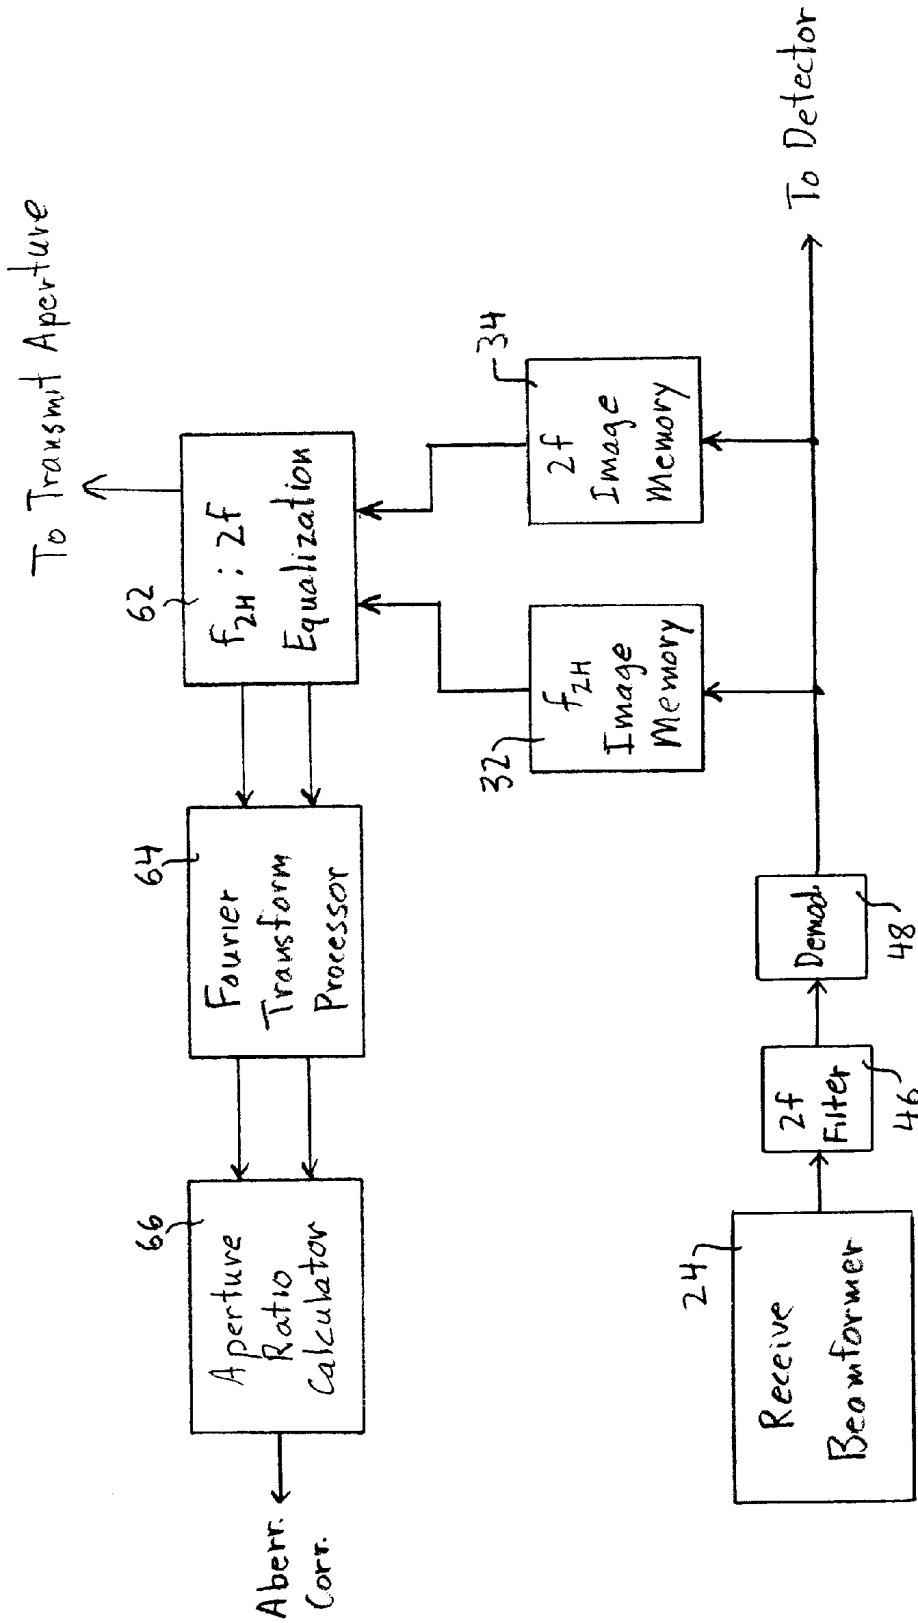 To Transmit Aperture
62
f2H : 2f
Equalization
64
Fourier
Transform
Processor
66
Aperture
Ratio
Calculator
Aberr.
Corr.
32
f2H
Image
Memory
34
2f
Image
Memory
24
Receive
Beamformer
2f
Filter
46
Demod.
48
To Detector